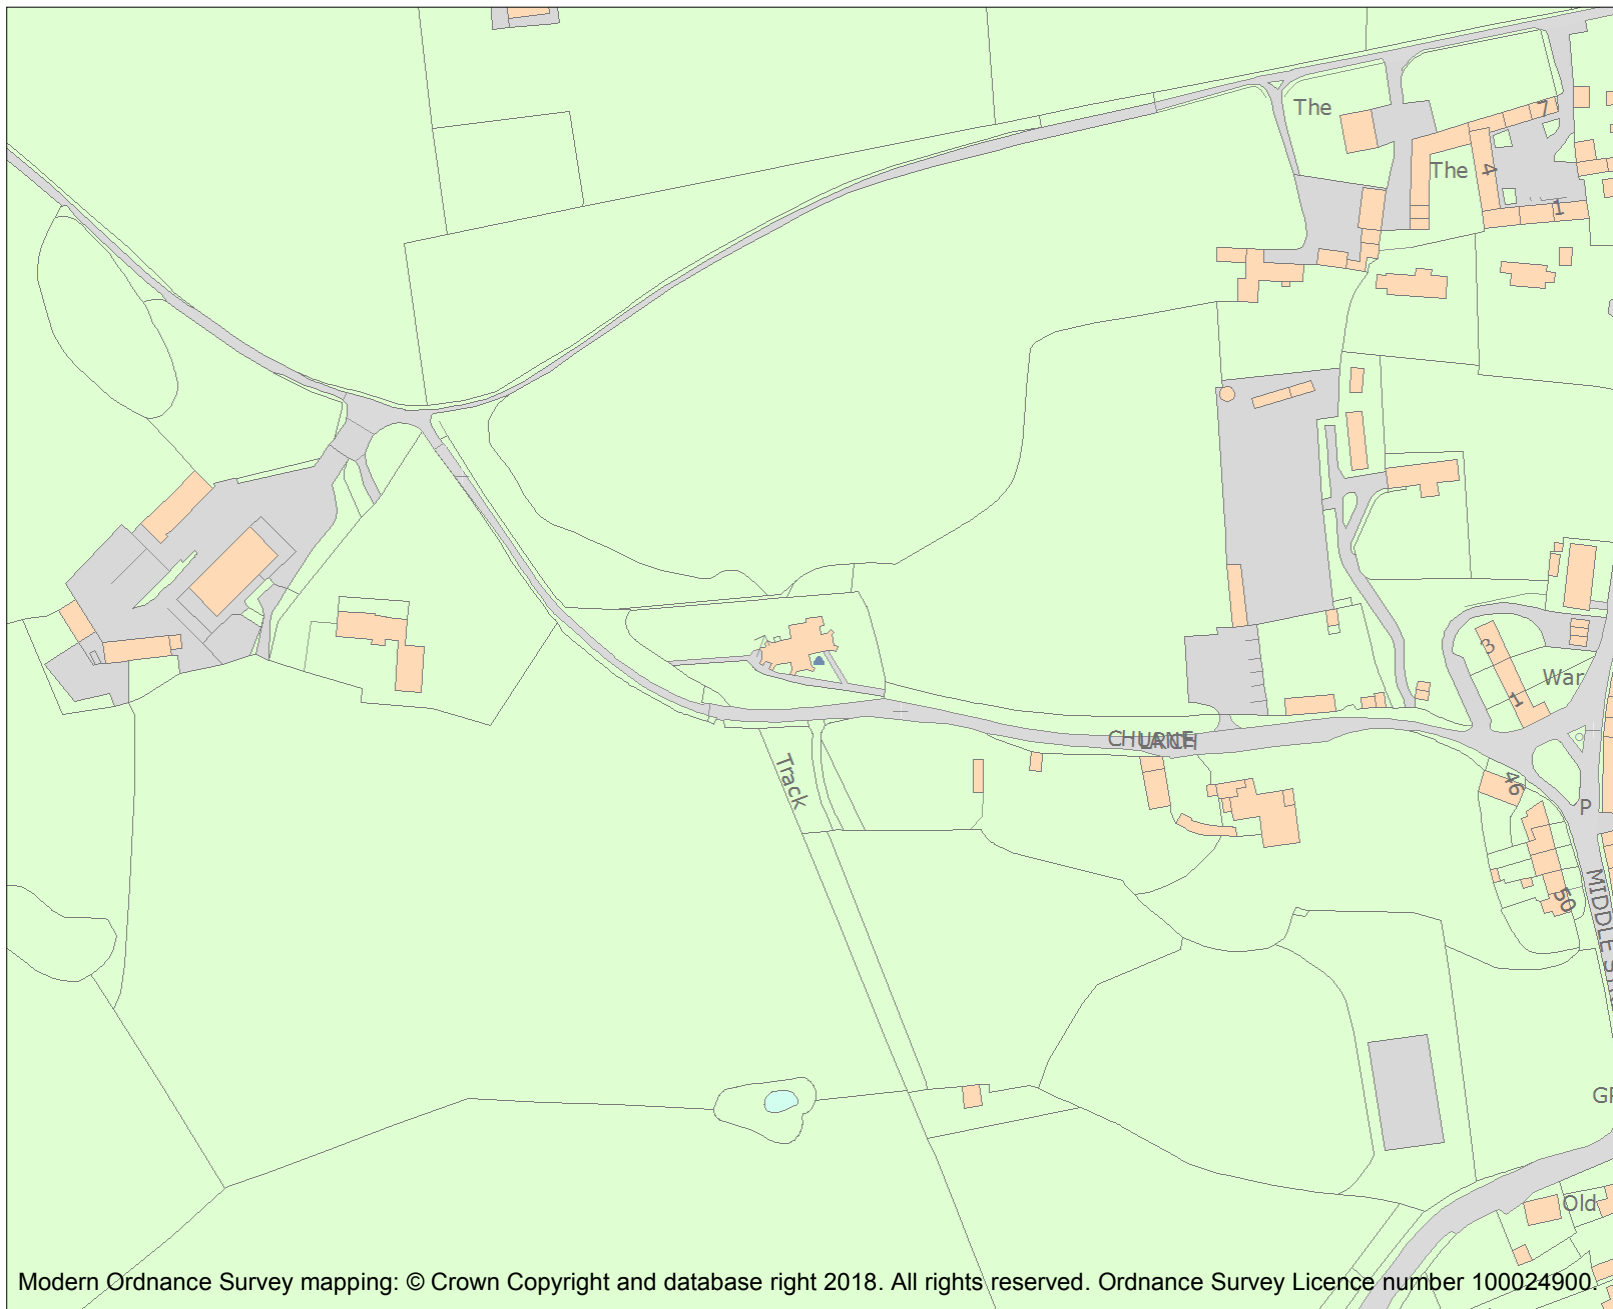 The
7
The
4
1
3
War
1
CHURCH
LANE
Track
46
P
50
MIDDLE
Old
Modern Ordnance Survey mapping: © Crown Copyright and database right 2018. All rights reserved. Ordnance Survey Licence number 100024900.